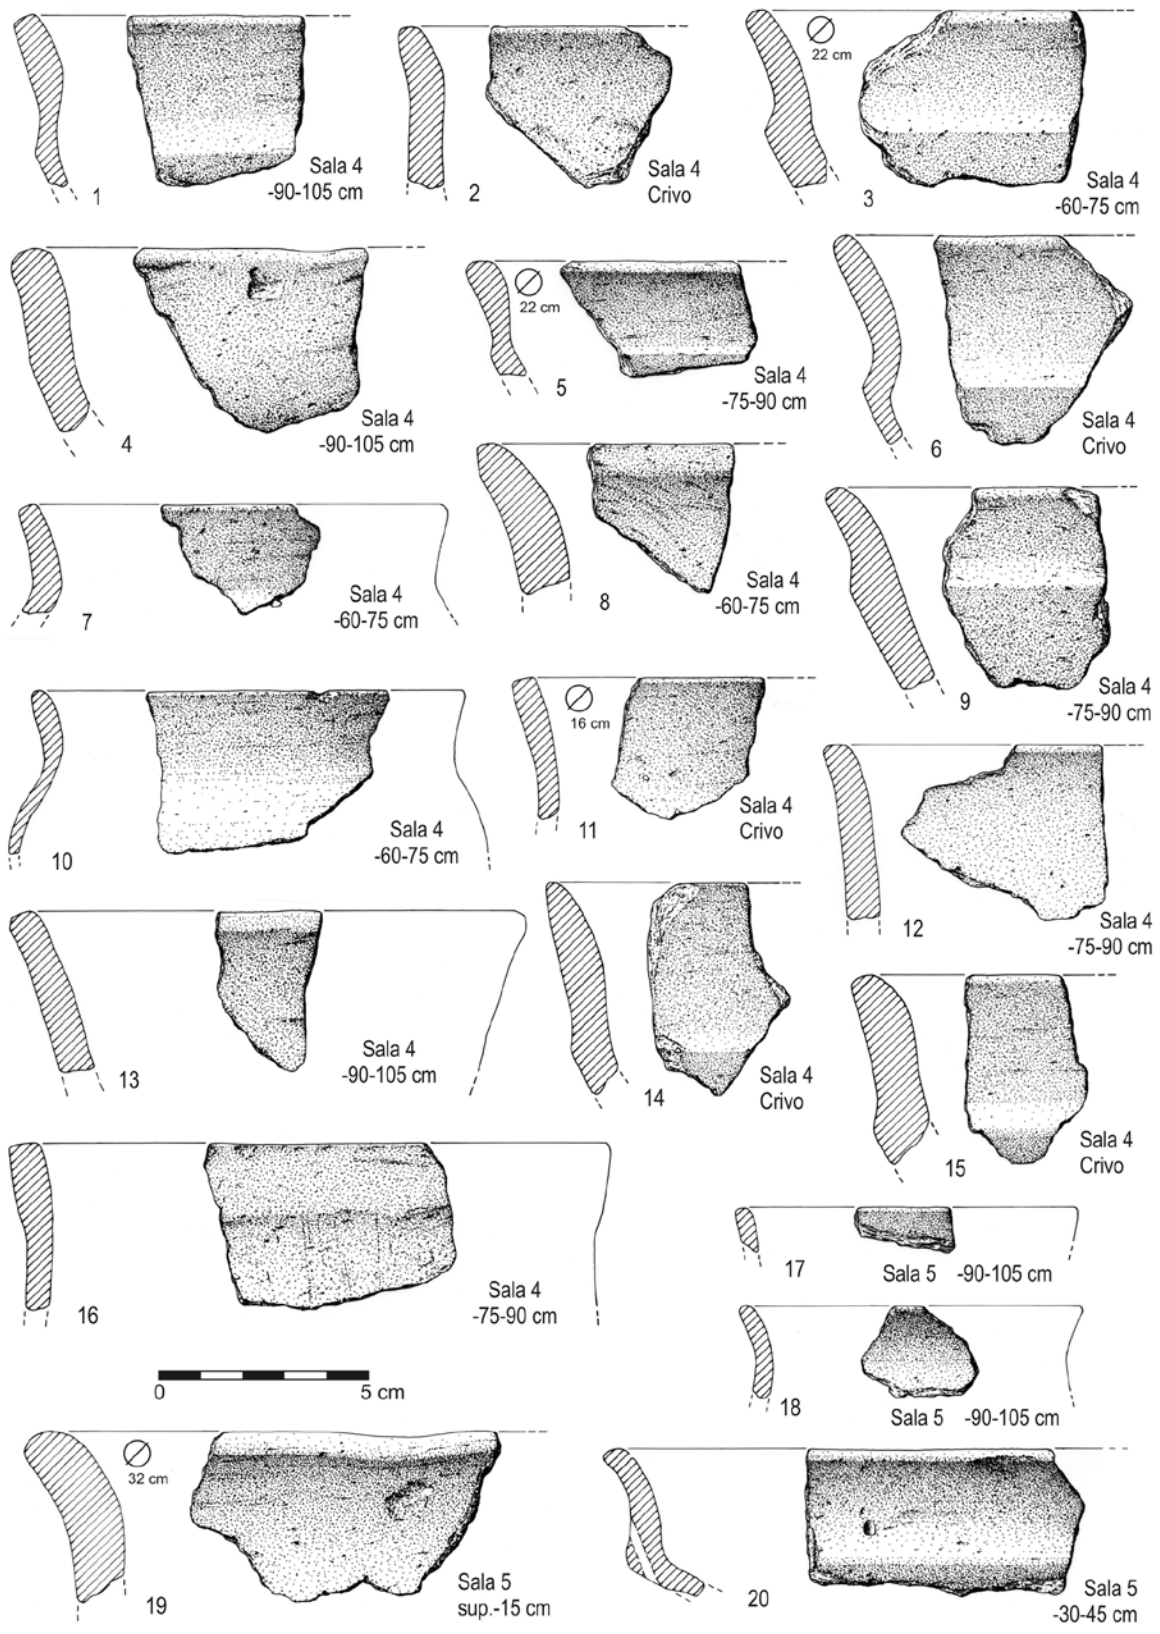 Sala 4
-90-105 cm
1
Sala 4
Crivo
2
22 cm
Sala 4
-60-75 cm
3
Sala 4
-90-105 cm
4
22 cm
Sala 4
-75-90 cm
5
Sala 4
Crivo
6
Sala 4
-60-75 cm
7
Sala 4
-60-75 cm
8
Sala 4
-75-90 cm
9
Sala 4
-60-75 cm
10
16 cm
Sala 4
Crivo
11
Sala 4
-75-90 cm
12
Sala 4
-90-105 cm
13
Sala 4
Crivo
14
Sala 4
Crivo
15
Sala 4
-75-90 cm
16
17
Sala 5 -90-105 cm
18
Sala 5 -90-105 cm
0 5 cm
32 cm
Sala 5
sup.-15 cm
19
Sala 5
-30-45 cm
20